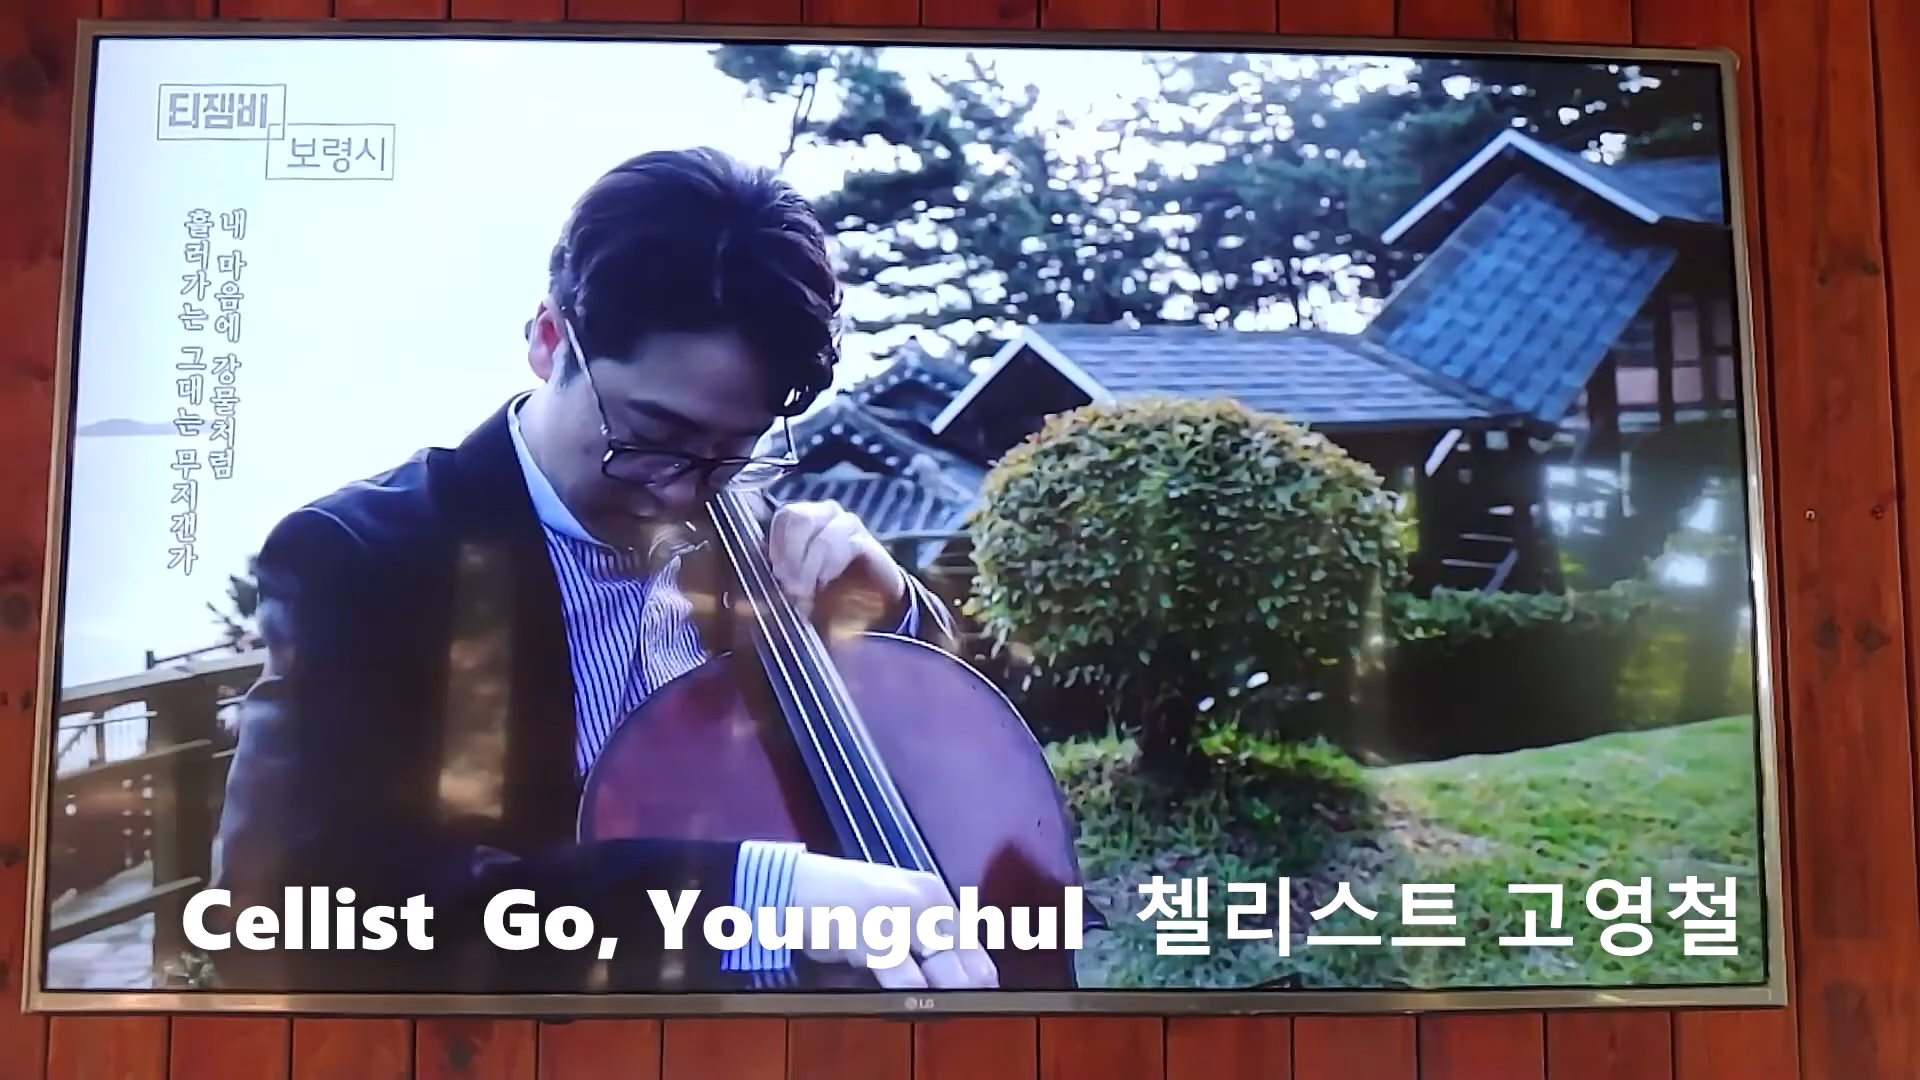 티잼비
보령시
내 마음에 강물처럼
흘러가는 그대는 무지갠가
Cellist Go, Youngchul 첼리스트 고영철
LG